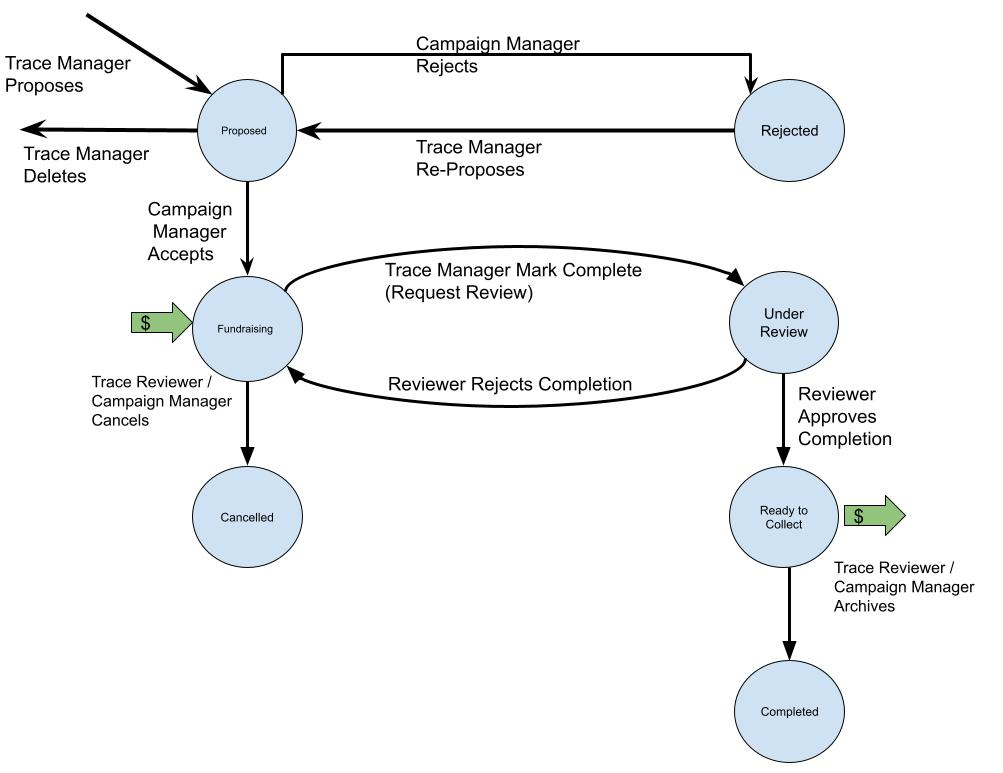 Campaign Manager
Rejects
Trace Manager
Proposes
Proposed
Rejected
Trace Manager
Deletes
Trace Manager
Re-Proposes
Campaign
Manager
Accepts
Trace Manager Mark Complete
(Request Review)
$
Fundraising
Under
Review
Trace Reviewer /
Campaign Manager
Cancels
Reviewer Rejects Completion
Reviewer
Approves
Completion
Cancelled
Ready to
Collect
$
Trace Reviewer /
Campaign Manager
Archives
Completed